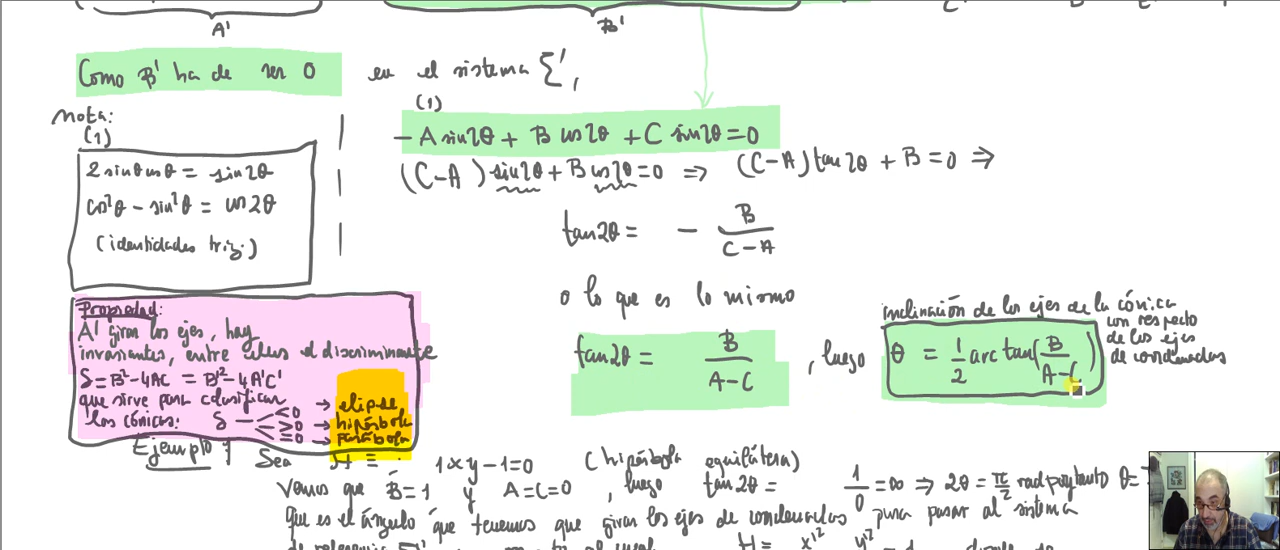 A' B'
Como B' ha de ser 0 en el sistema Σ',
nota:
(1)
2 sinθ cosθ = sin2θ
cos²θ - sin²θ = cos2θ
(identidades trig.)
(1)
-A sin2θ + B cos2θ + C sin2θ = 0
(C-A) sin2θ + B cos2θ = 0 ⇒ (C-A) tan2θ + B = 0 ⇒
tan2θ = - B/(C-A)
o lo que es lo mismo
tan2θ = B/(A-C) , luego θ = 1/2 arc tan(B/(A-C))
inclinación de los ejes de la cónica
con respecto
de los ejes
de coordenadas
Propiedad:
Al girar los ejes, hay
invariantes, entre ellos el discriminante
δ = B²-4AC = B'²-4A'C'
que sirve para clasificar
las cónicas: δ <0 → elipse
>0 → hipérbola
=0 → parábola
Ejemplo 1 Sea H ≡ 1xy-1=0 (hipérbola equilátera)
Vemos que B=1 y A=C=0, luego tan2θ = 1/0 = ∞ ⇒ 2θ = π/2 rad por tanto θ=
que es el ángulo que tenemos que girar los ejes de coordenadas para pasar al sistema
de referencia